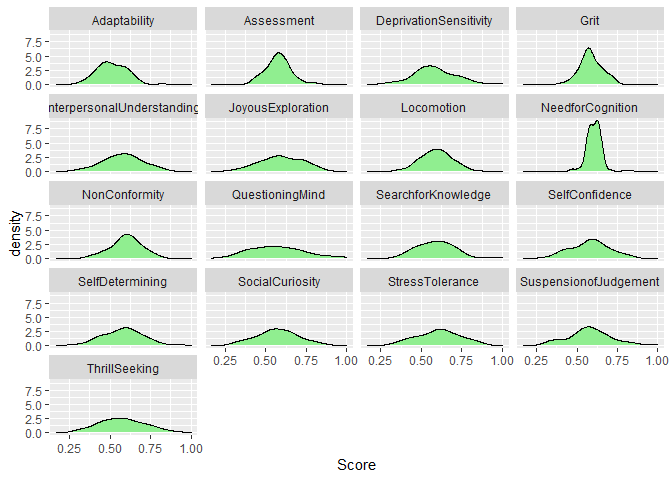 Adaptability Assessment DeprivationSensitivity Grit
7.5
5.0
2.5
0.0
nterpersonalUnderstanding JoyousExploration Locomotion NeedforCognition
7.5
5.0
2.5
0.0
NonConformity QuestioningMind SearchforKnowledge SelfConfidence
7.5
5.0
2.5
0.0
density
SelfDetermining SocialCuriosity StressTolerance SuspensionofJudgement
7.5
5.0
2.5
0.0
0.25 0.50 0.75 1.00 0.25 0.50 0.75 1.00 0.25 0.50 0.75 1.00
ThrillSeeking
7.5
5.0
2.5
0.0
0.25 0.50 0.75 1.00
Score